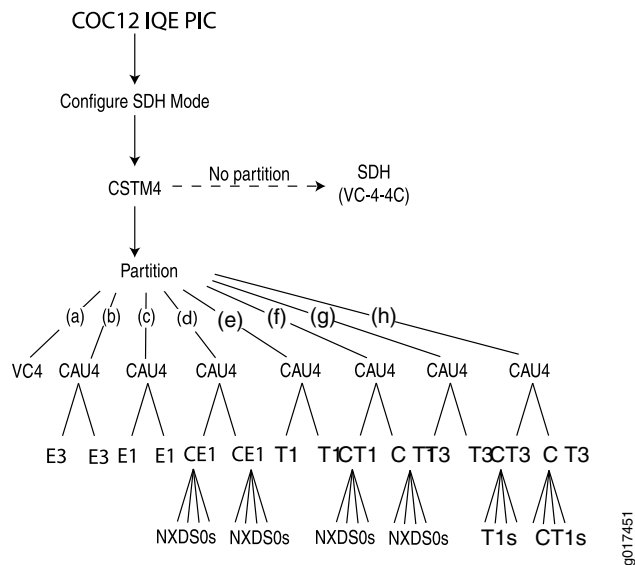 COC12 IQE PIC
Configure SDH Mode
CSTM4
No partition
SDH
(VC-4-4C)
Partition
(a) (b) (c) (d) (e) (f) (g) (h)
VC4 CAU4 CAU4 CAU4 CAU4 CAU4 CAU4 CAU4
E3 E3 E1 E1 CE1 CE1 T1 T1 CT1 C T1 T3 T3 CT3 C T3
NXDS0s NXDS0s NXDS0s NXDS0s T1s CT1s
g017451